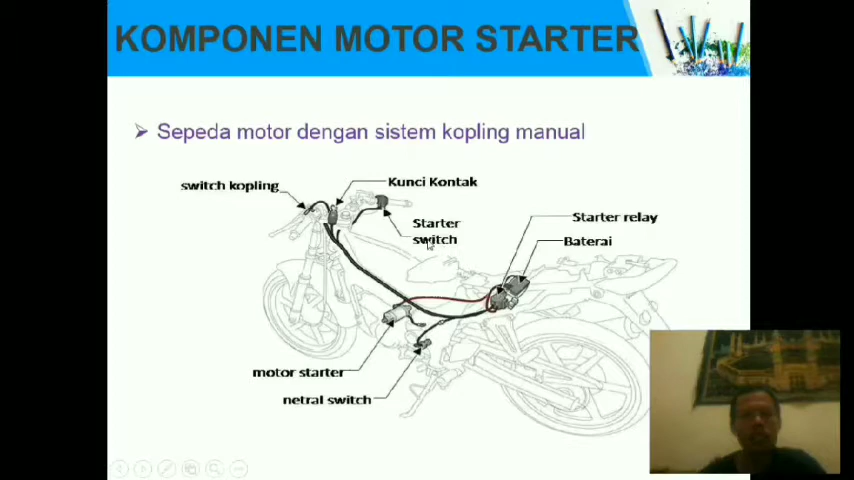 KOMPONEN MOTOR STARTER
Sepeda motor dengan sistem kopling manual
switch kopling
Kunci Kontak
Starter
switch
Starter relay
Baterai
motor starter
netral switch